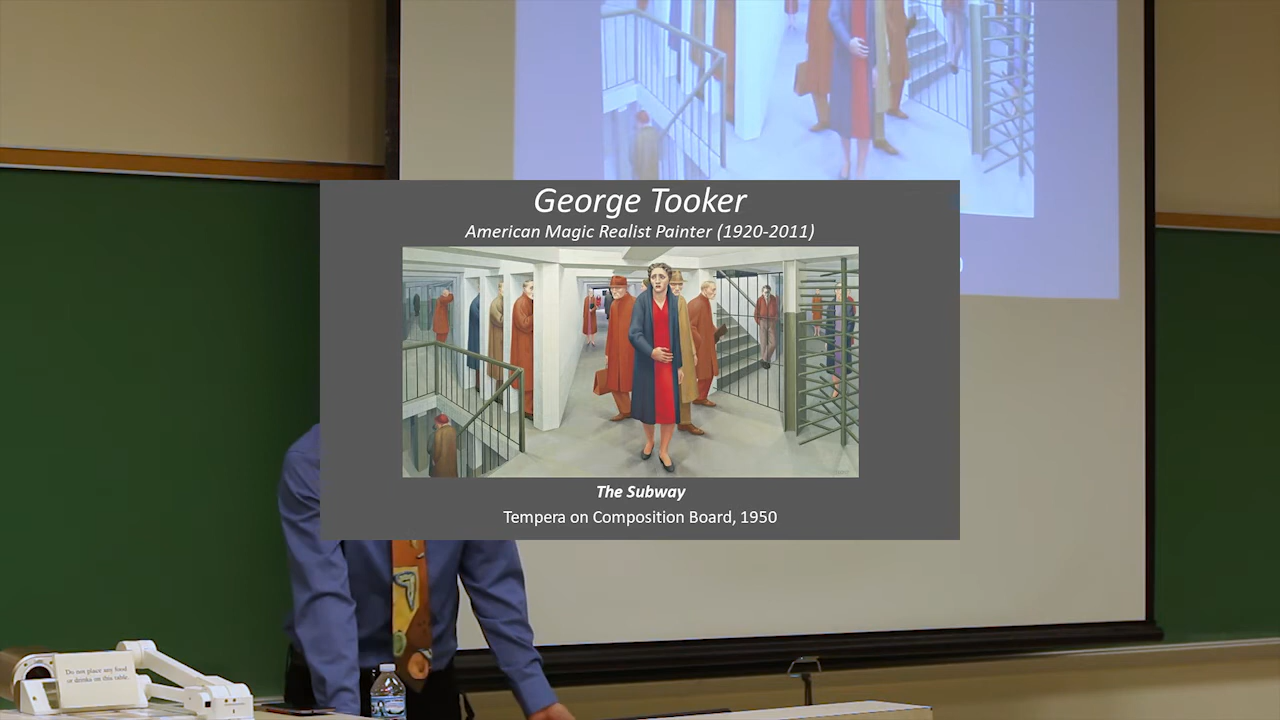 George Tooker
American Magic Realist Painter (1920-2011)
The Subway
Tempera on Composition Board, 1950
Do not place any food
or drinks on this table.